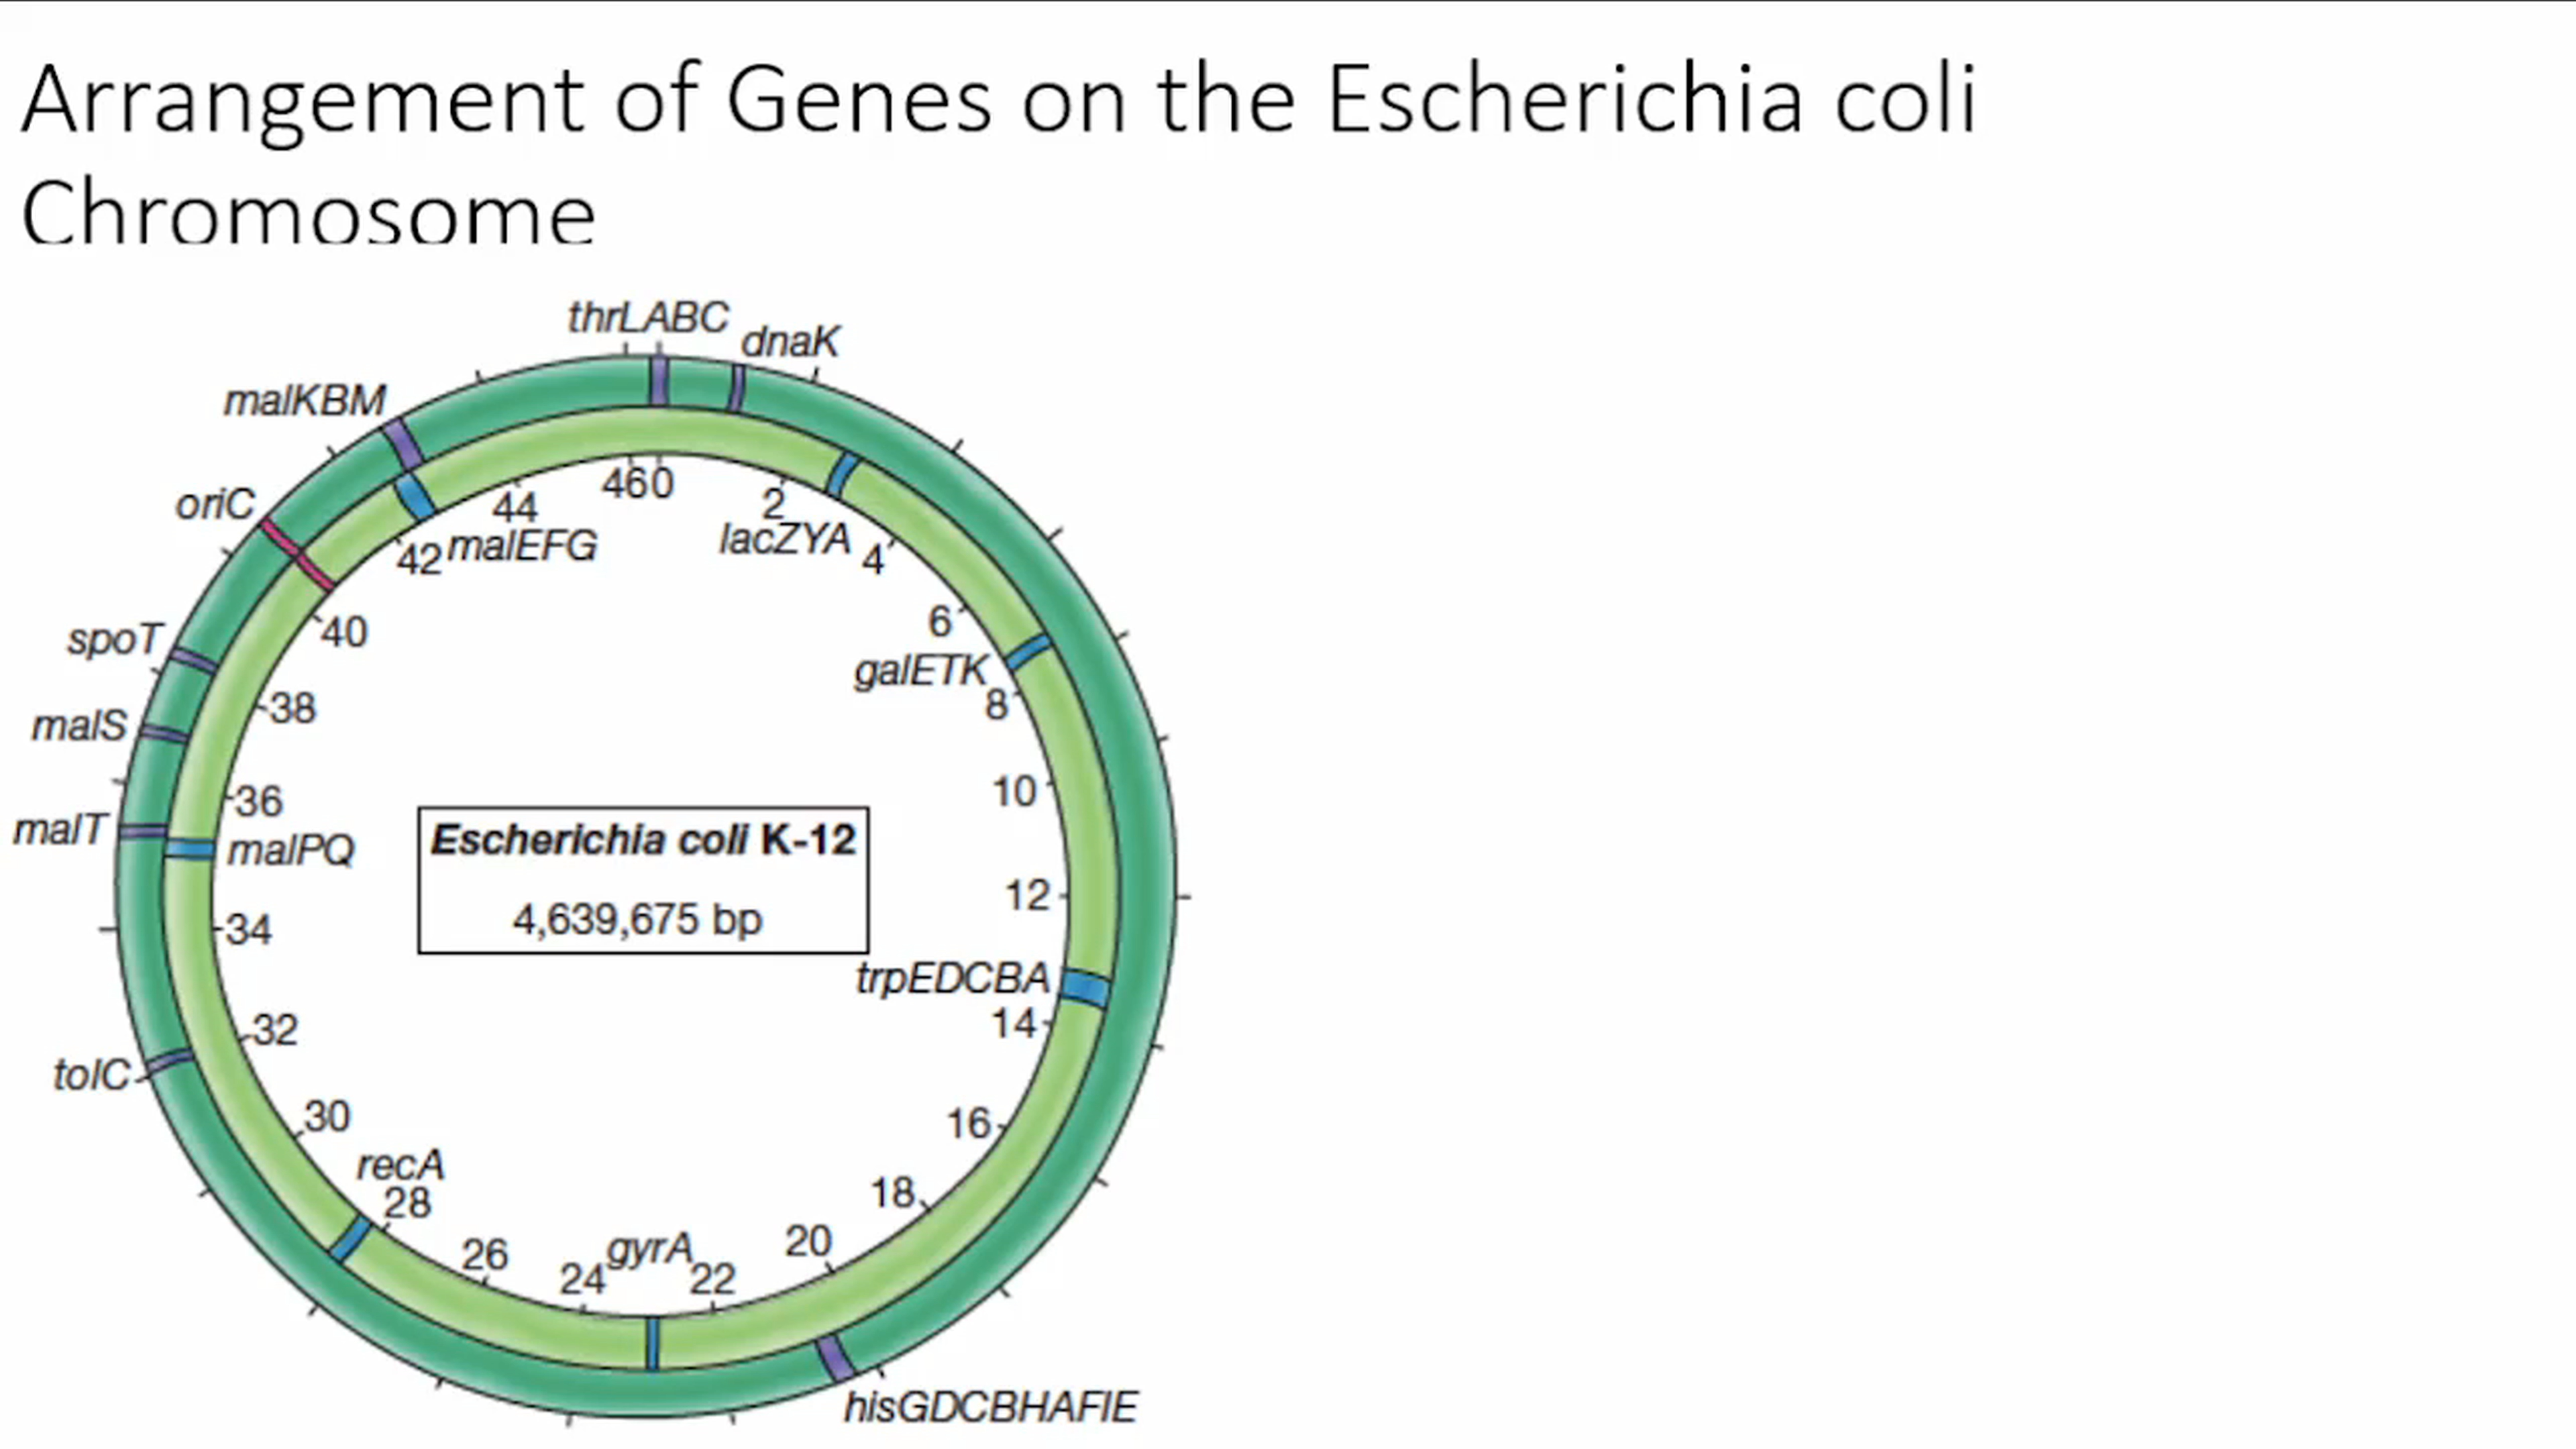 Arrangement of Genes on the Escherichia coli
Chromosome
thrLABC
dnaK
malKBM
oriC
460
44
2
malEFG
42
lacZYA
4
40
6
spoT
galETK
8
38
malS
10
36
malT
malPQ
Escherichia coli K-12
4,639,675 bp
12
34
trpEDCBA
14
32
tolC
30
16
recA
28
18
26
20
24
gyrA
22
hisGDCBHAFIE